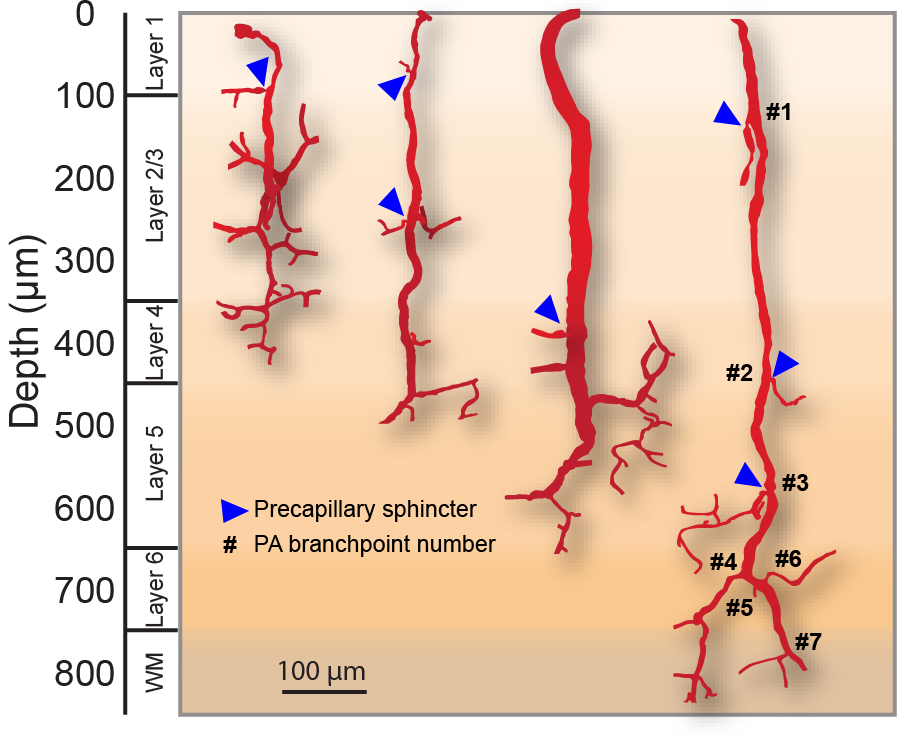 0
100
200
300
400
500
600
700
800
Depth (μm)
Layer 1
Layer 2/3
Layer 4
Layer 5
Layer 6
WM
#1
#2
#3
#4
#6
#5
#7
Precapillary sphincter
# PA branchpoint number
100 μm